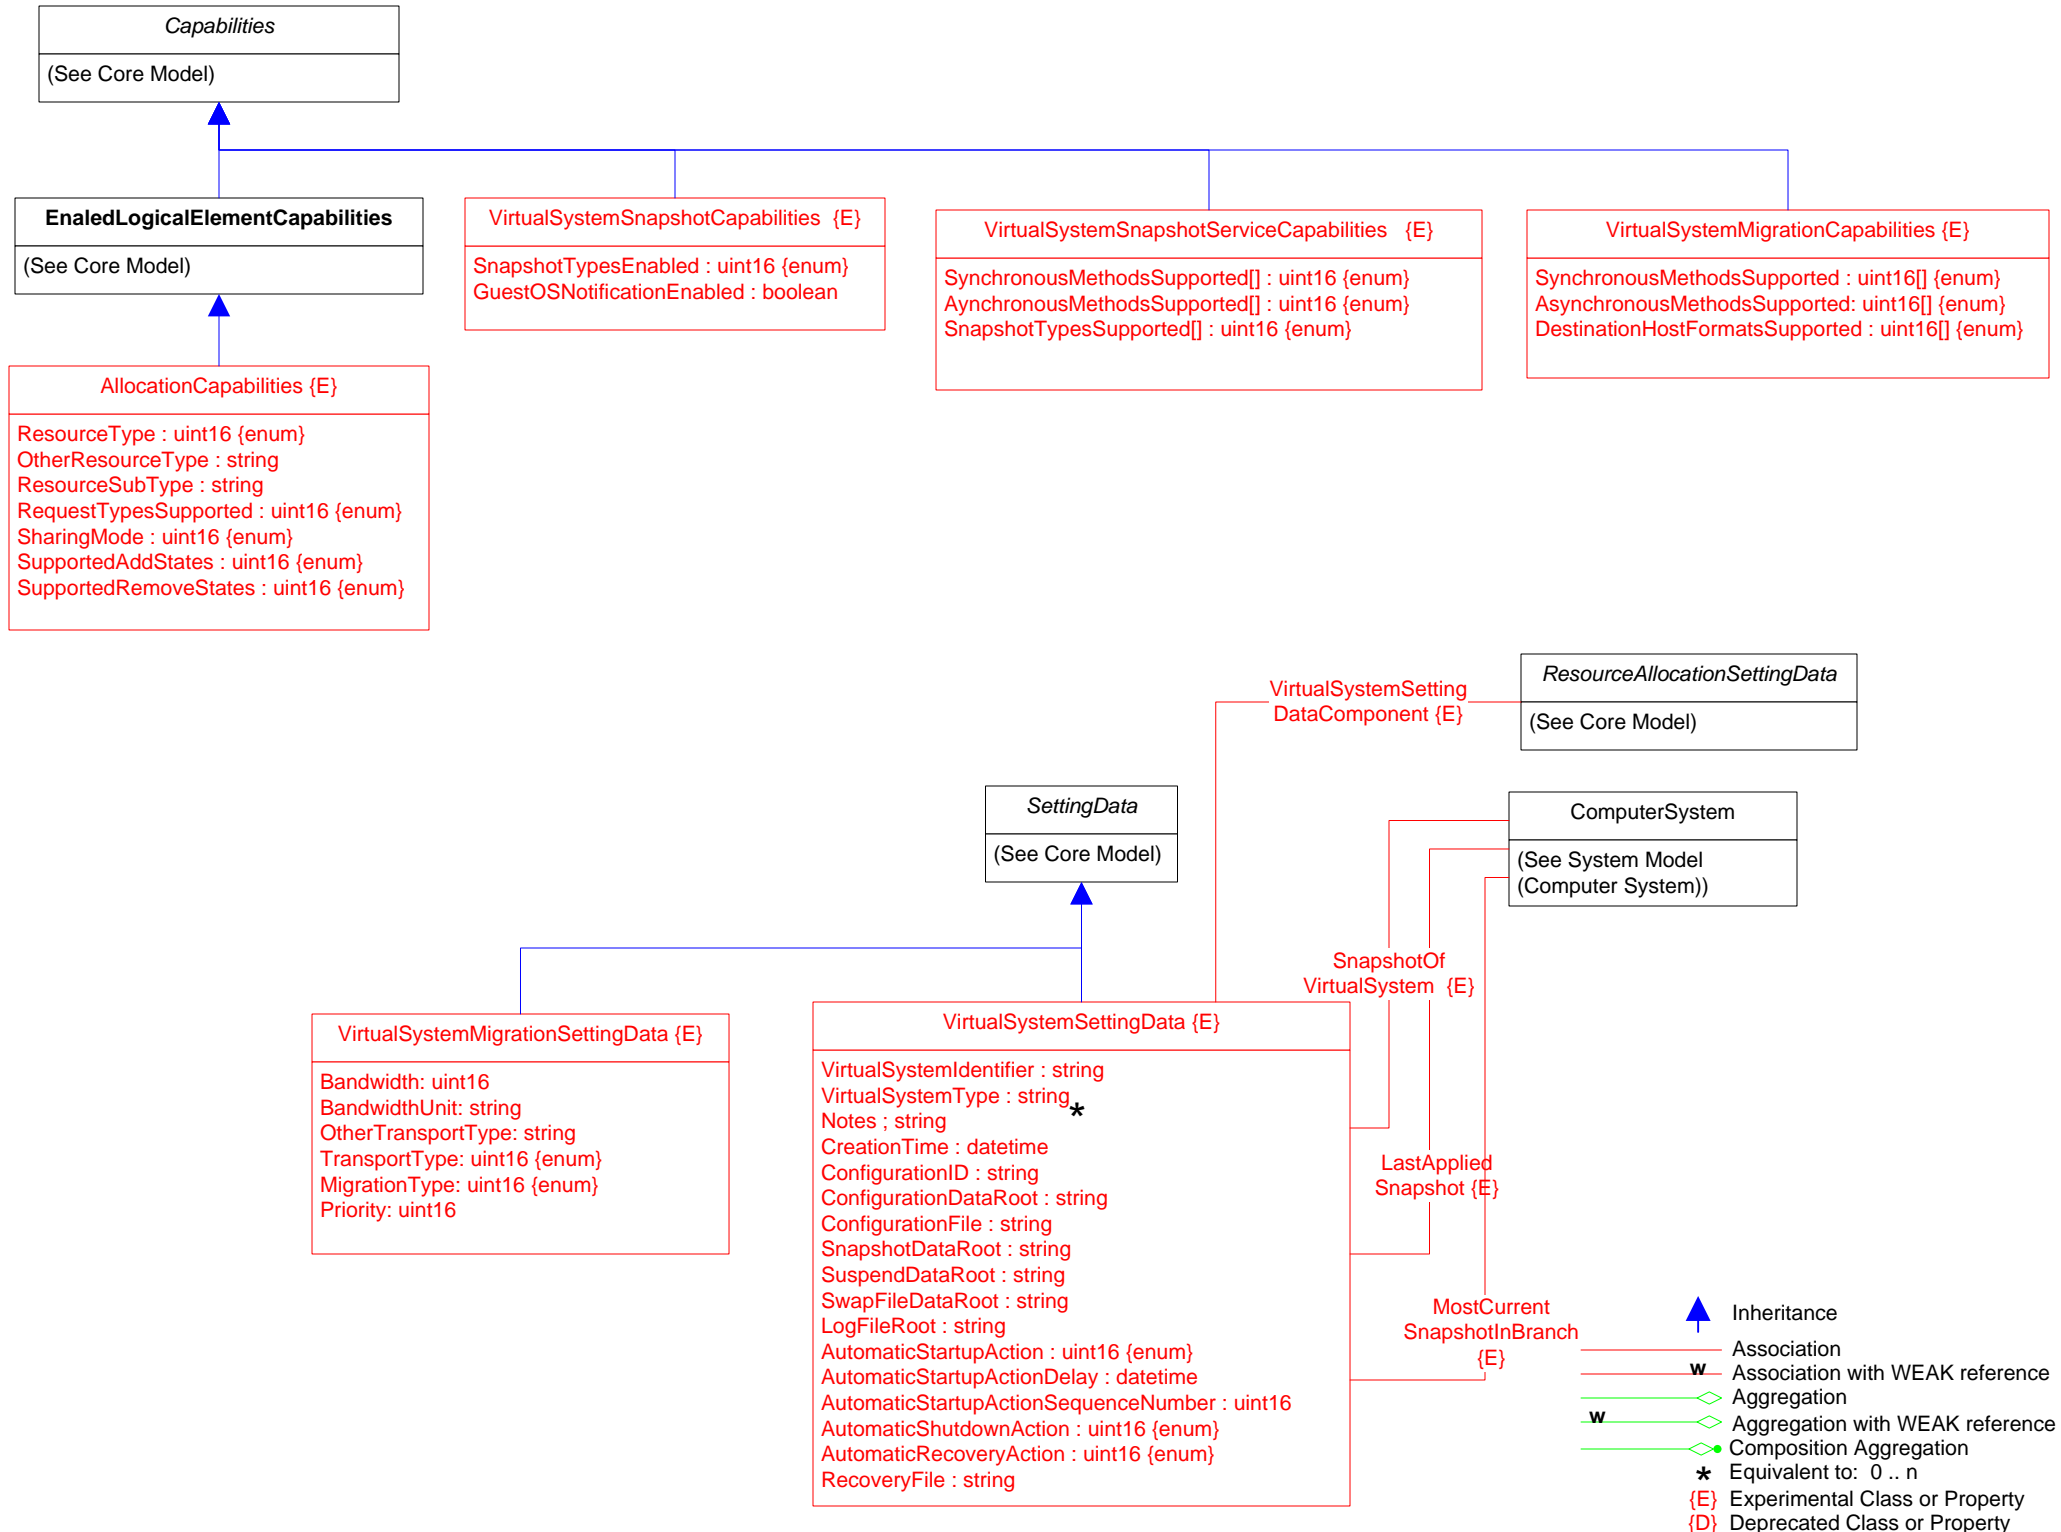 Capabilities
(See Core Model)
EnaledLogicalElementCapabilities
(See Core Model)
VirtualSystemSnapshotCapabilities {E}
SnapshotTypesEnabled : uint16 {enum}
GuestOSNotificationEnabled : boolean
VirtualSystemSnapshotServiceCapabilities {E}
SynchronousMethodsSupported[] : uint16 {enum}
AynchronousMethodsSupported[] : uint16 {enum}
SnapshotTypesSupported[] : uint16 {enum}
VirtualSystemMigrationCapabilities {E}
SynchronousMethodsSupported : uint16[] {enum}
AsynchronousMethodsSupported: uint16[] {enum}
DestinationHostFormatsSupported : uint16[] {enum}
AllocationCapabilities {E}
ResourceType : uint16 {enum}
OtherResourceType : string
ResourceSubType : string
RequestTypesSupported : uint16 {enum}
SharingMode : uint16 {enum}
SupportedAddStates : uint16 {enum}
SupportedRemoveStates : uint16 {enum}
VirtualSystemSetting
DataComponent {E}
ResourceAllocationSettingData
(See Core Model)
SettingData
(See Core Model)
ComputerSystem
(See System Model
(Computer System))
SnapshotOf
VirtualSystem {E}
VirtualSystemMigrationSettingData {E}
Bandwidth: uint16
BandwidthUnit: string
OtherTransportType: string
TransportType: uint16 {enum}
MigrationType: uint16 {enum}
Priority: uint16
VirtualSystemSettingData {E}
VirtualSystemIdentifier : string
VirtualSystemType : string
*
Notes ; string
CreationTime : datetime
ConfigurationID : string
ConfigurationDataRoot : string
ConfigurationFile : string
SnapshotDataRoot : string
SuspendDataRoot : string
SwapFileDataRoot : string
LogFileRoot : string
AutomaticStartupAction : uint16 {enum}
AutomaticStartupActionDelay : datetime
AutomaticStartupActionSequenceNumber : uint16
AutomaticShutdownAction : uint16 {enum}
AutomaticRecoveryAction : uint16 {enum}
RecoveryFile : string
LastApplied
Snapshot {E}
MostCurrent
SnapshotInBranch
{E}
Inheritance
Association
w Association with WEAK reference
Aggregation
w Aggregation with WEAK reference
Composition Aggregation
* Equivalent to: 0 .. n
{E} Experimental Class or Property
{D} Deprecated Class or Property